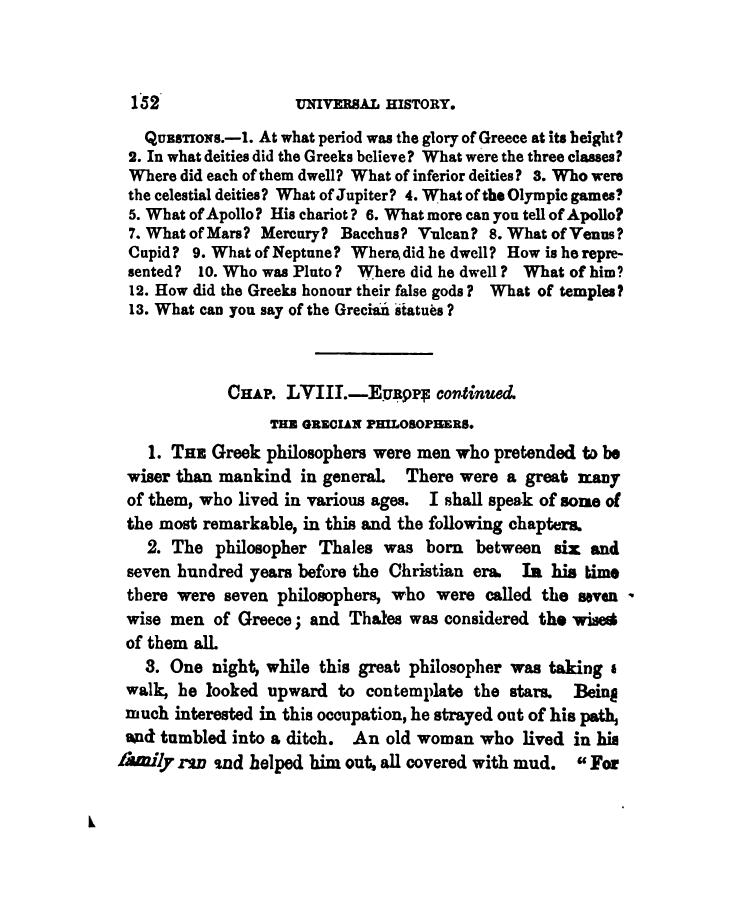 152 UNIVERSAL HISTORY.
QUESTIONS.—1. At what period was the glory of Greece at its height?
2. In what deities did the Greeks believe? What were the three classes?
Where did each of them dwell? What of inferior deities? 3. Who were
the celestial deities? What of Jupiter? 4. What of the Olympic games?
5. What of Apollo? His chariot? 6. What more can you tell of Apollo?
7. What of Mars? Mercury? Bacchus? Vulcan? 8. What of Venus?
Cupid? 9. What of Neptune? Where did he dwell? How is he repre-
sented? 10. Who was Pluto? Where did he dwell? What of him?
12. How did the Greeks honour their false gods? What of temples?
13. What can you say of the Grecian statues?
CHAP. LVIII.—EUROPE continued.
THE GRECIAN PHILOSOPHERS.
1. THE Greek philosophers were men who pretended to be
wiser than mankind in general. There were a great many
of them, who lived in various ages. I shall speak of some of
the most remarkable, in this and the following chapters.
2. The philosopher Thales was born between six and
seven hundred years before the Christian era. In his time
there were seven philosophers, who were called the seven
wise men of Greece; and Thales was considered the wisest
of them all.
3. One night, while this great philosopher was taking a
walk, he looked upward to contemplate the stars. Being
much interested in this occupation, he strayed out of his path,
and tumbled into a ditch. An old woman who lived in his
family ran and helped him out, all covered with mud. "For